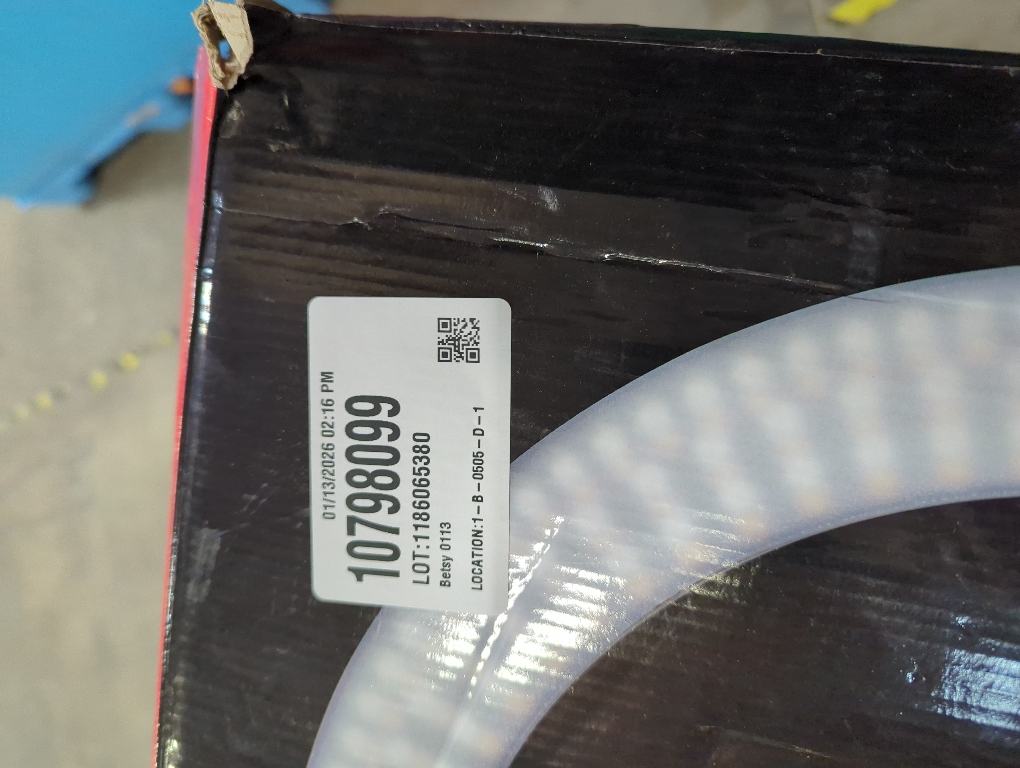 01/13/2026 02:16 PM
10798099
LOT:1186065380
Betsy 0113
LOCATION:1-B-0505-D-1